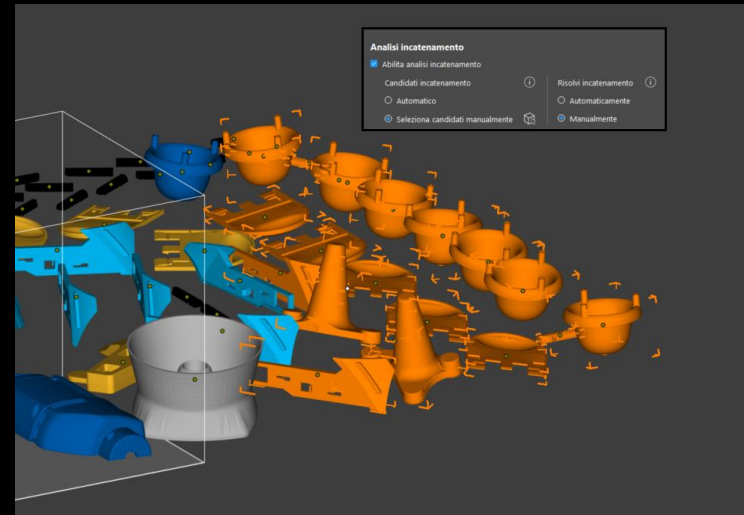 Analisi incatenamento
Abilita analisi incatenamento
Candidati incatenamento
Risolvi incatenamento
Automatico
Automaticamente
Seleziona candidati manualmente
Manualmente